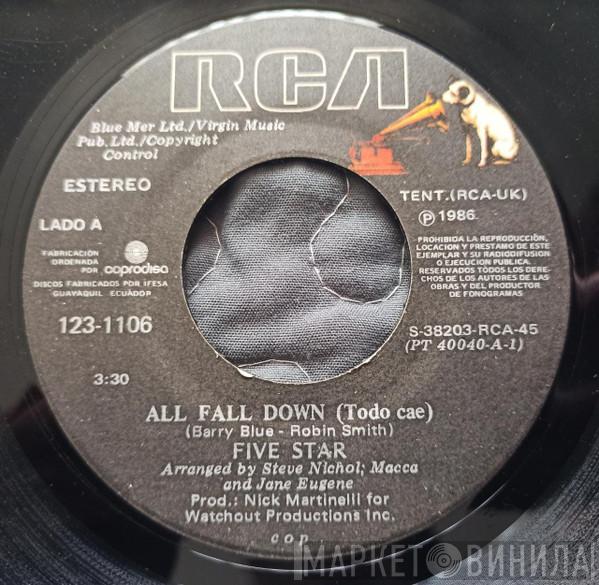 RCA
Blue Mer Ltd./Virgin Music
Pub. Ltd./Copyright
Control
ESTEREO
LADO A
FABRICACIÓN
ORDENADA
POR coprodisa
DISCOS FABRICADOS POR IFESA
GUAYAQUIL ECUADOR
123-1106
3:30
TENT.(RCA-UK)
Ⓟ 1986.
PROHIBIDA LA REPRODUCCIÓN,
LOCACION Y PRESTAMO DE ESTE
EJEMPLAR Y SU RADIODIFUSION
O EJECUCION PUBLICA.
RESERVADOS TODOS LOS DERE-
CHOS DE LOS AUTORES DE LAS
OBRAS Y DEL PRODUCTOR
DE FONOGRAMAS
S-38203-RCA-45
(PT 40040-A-1)
ALL FALL DOWN (Todo cae)
(Barry Blue - Robin Smith)
FIVE STAR
Arranged by Steve Nichol; Macca
and Jane Eugene
Prod.: Nick Martinelli for
Watchout Productions Inc.
cop
МАРКЕТ ВИНИЛА